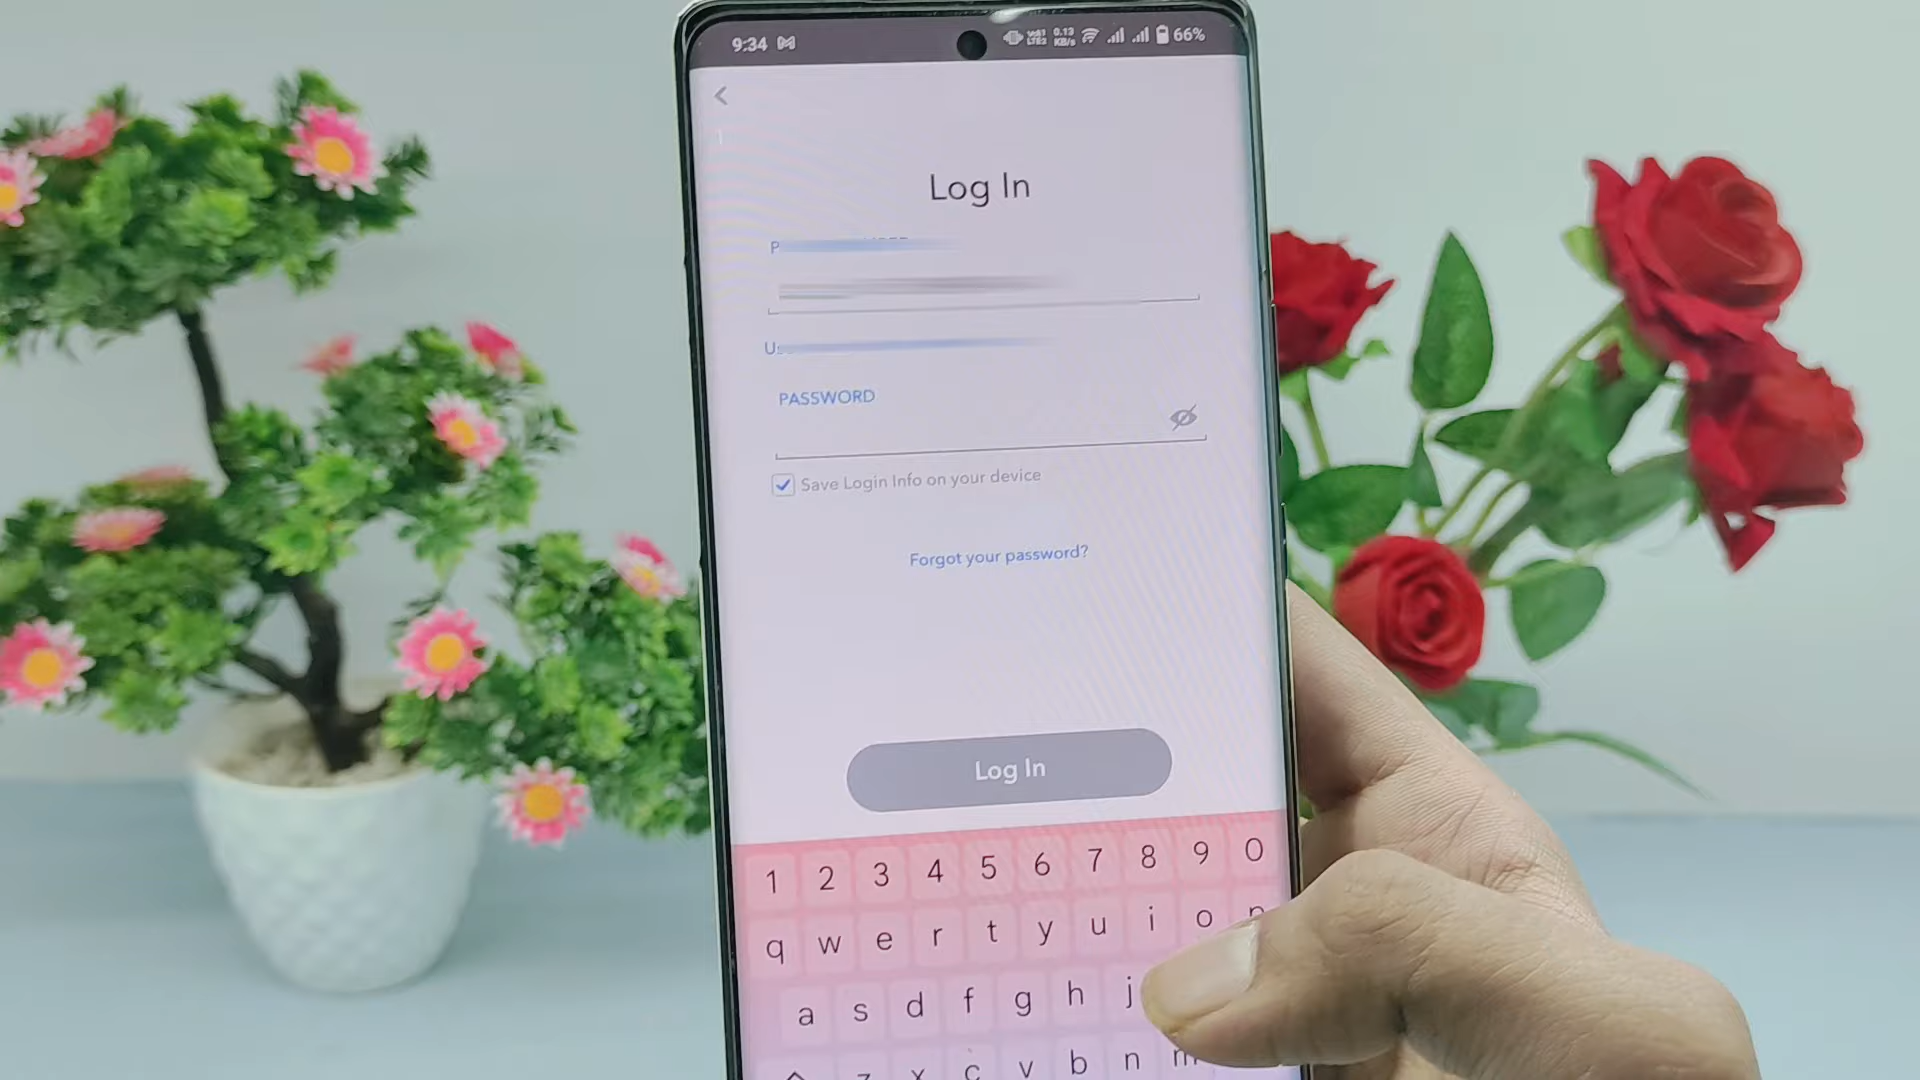 9:34 66%
Log In
PASSWORD
Save Login Info on your device
Forgot your password?
Log In
1 2 3 4 5 6 7 8 9 0
q w e r t y u i o p
a s d f g h j
z x c v b n m